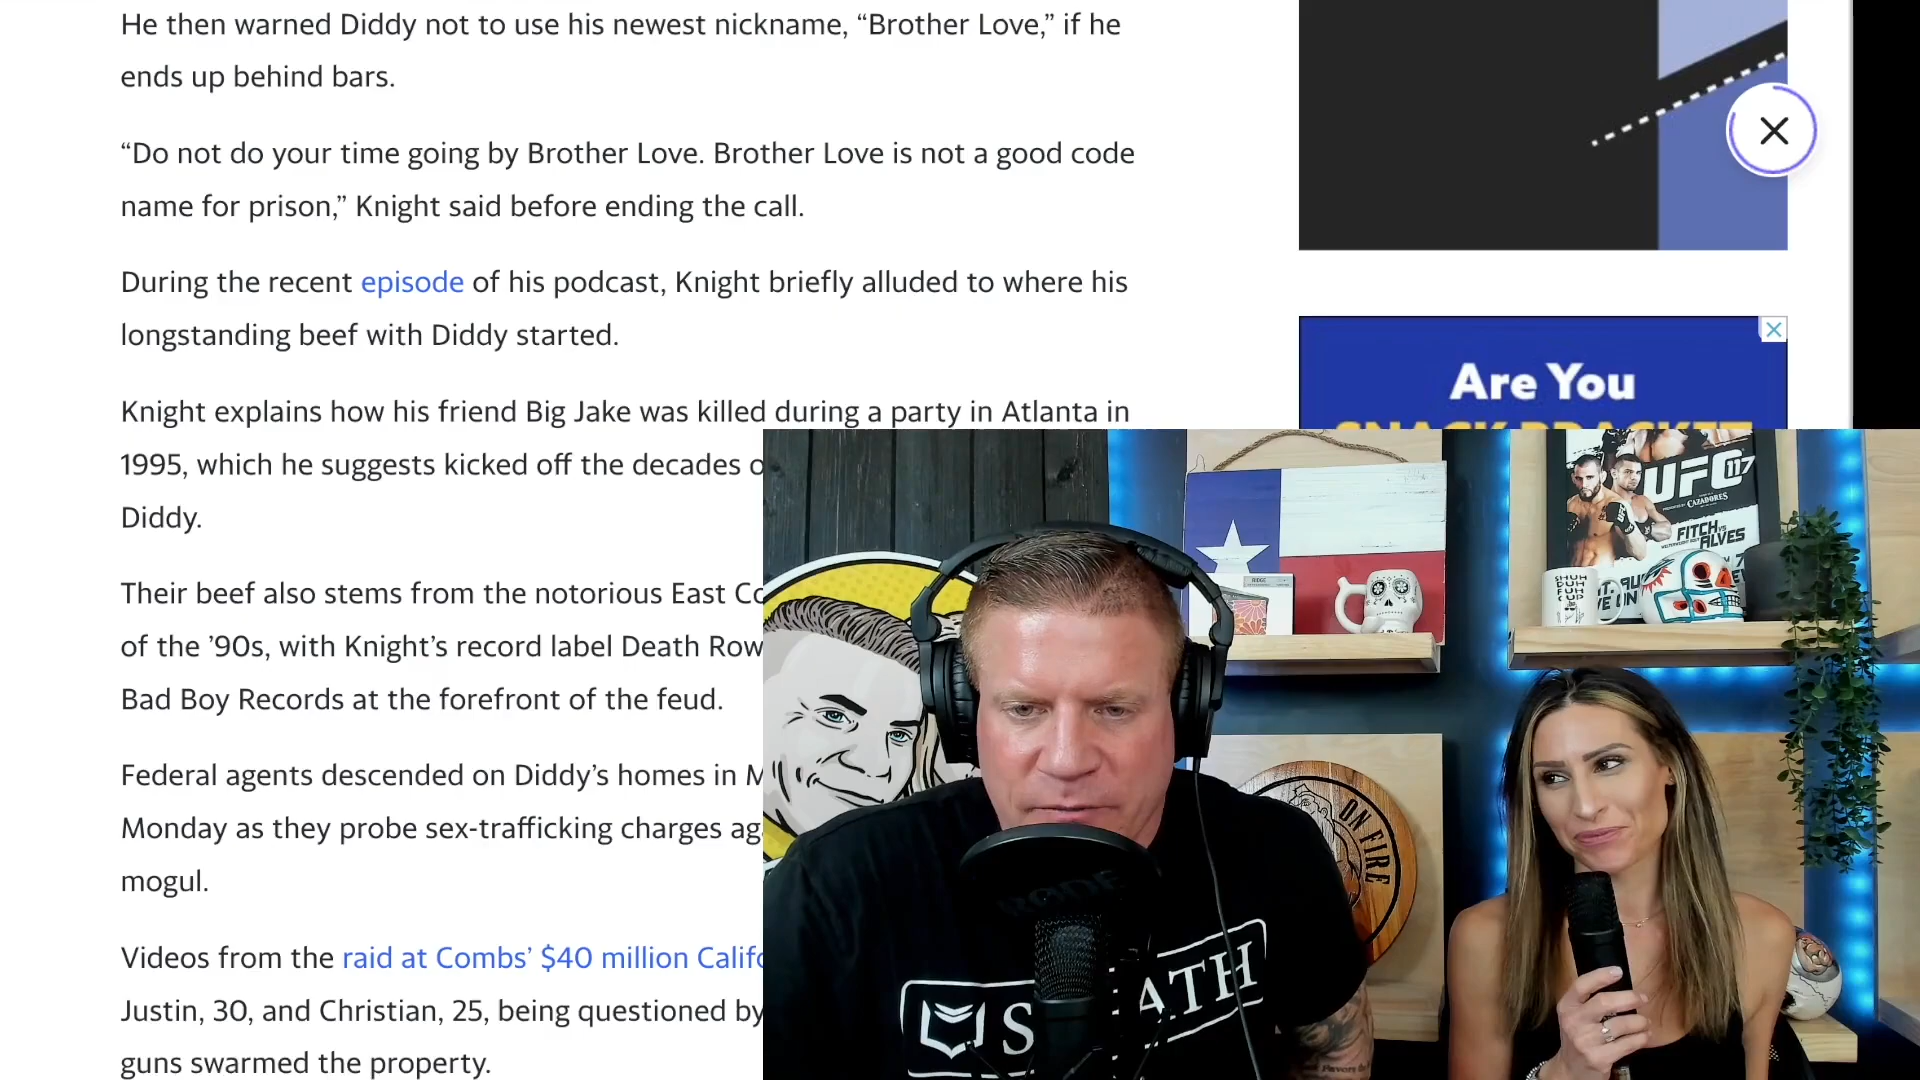 He then warned Diddy not to use his newest nickname, “Brother Love,” if he
ends up behind bars.
“Do not do your time going by Brother Love. Brother Love is not a good code
name for prison,” Knight said before ending the call.
During the recent episode of his podcast, Knight briefly alluded to where his
longstanding beef with Diddy started.
Knight explains how his friend Big Jake was killed during a party in Atlanta in
1995, which he suggests kicked off the decades
Diddy.
Their beef also stems from the notorious East
of the ’90s, with Knight’s record label Death Row
Bad Boy Records at the forefront of the feud.
Federal agents descended on Diddy’s homes in
Monday as they probe sex-trafficking charges
mogul.
Videos from the raid at Combs’ $40 million
Justin, 30, and Christian, 25, being questioned by
guns swarmed the property.
Are You
SNACK BRACKET
UFC 117
CAZADORES
FITCH VS
ALVES
RIDGE
ON FIRE
RODE